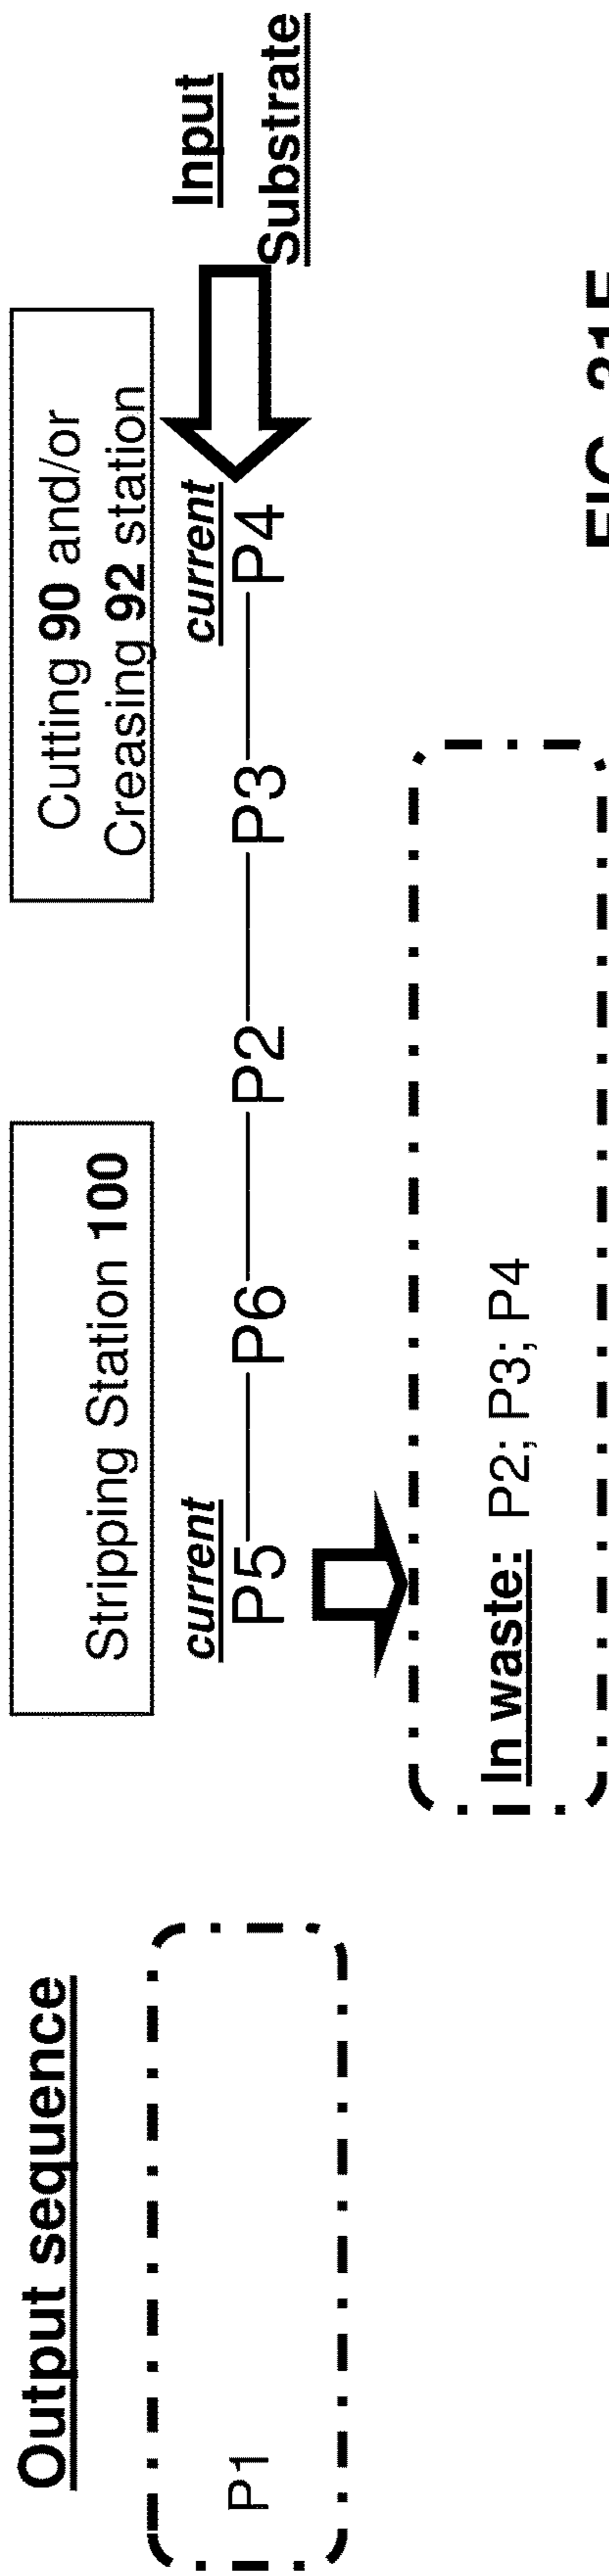 Output sequence
Stripping Station 100
Cutting 90 and/or
Creasing 92 station
current
current
Input
Substrate
P1
P5—P6—P2—P3—P4
In waste: P2; P3; P4
FIG